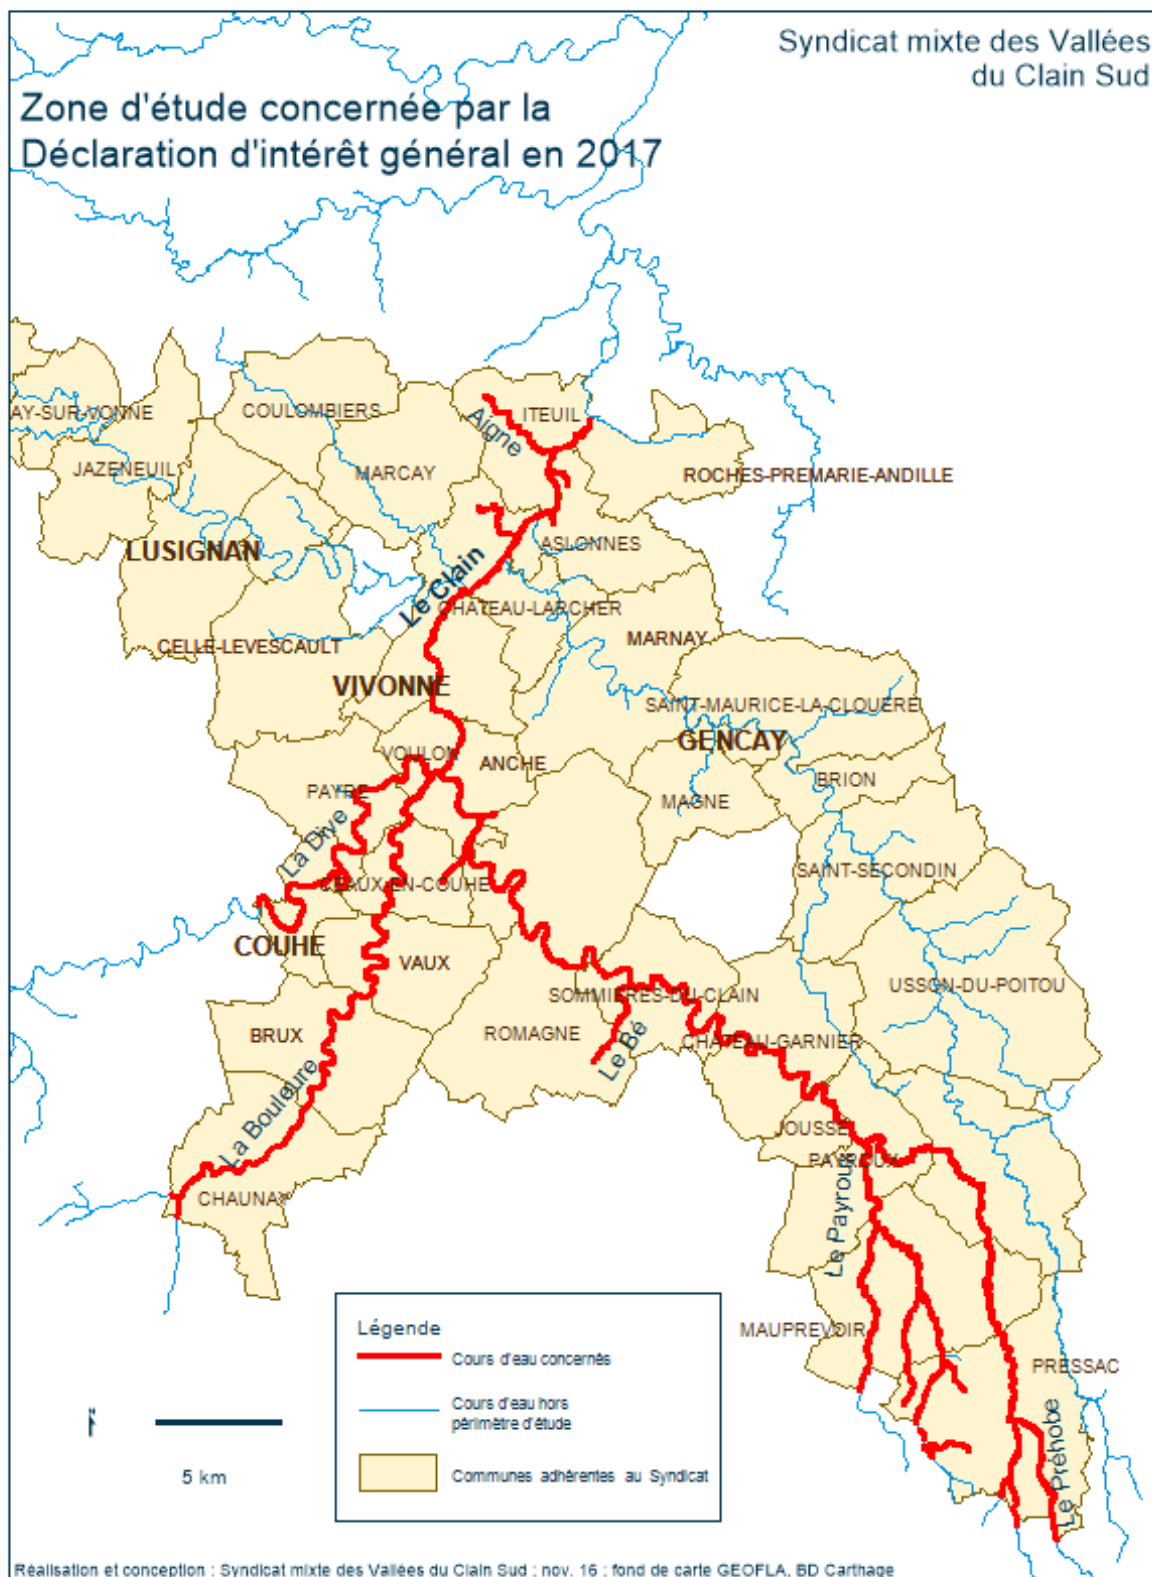 Syndicat mixte des Vallées
du Clain Sud
Zone d'étude concernée par la
Déclaration d'intérêt général en 2017
AY-SUR-VONNE
COULOMBIERS
ITEUIL
Aigne
JAZENEUIL
MARCAY
ROCHES-PREMARIE-ANDILLE
LUSIGNAN
ASLONNES
Le Clain
CHATEAU-LARCHER
CELLE-LEVESCAULT
MARNAY
VIVONNE
SAINT-MAURICE-LA-CLOUERE
GENCAY
VOULON
ANCHE
PAYRE
MAGNE
BRION
La Dive
CEAUX-EN-COUHE
SAINT-SECONDIN
COUHE
VAUX
SOMMIERES-DU-CLAIN
USSON-DU-POITOU
BRUX
ROMAGNE
Le Bé
CHATEAU-GARNIER
La Bouleure
JOUSSE
PAYROUX
CHAUNAY
Le Payroux
MAUPREVOIR
PRESSAC
Le Préhobe
Légende
Cours d'eau concernés
Cours d'eau hors
périmètre d'étude
Communes adhérentes au Syndicat
5 km
Réalisation et conception : Syndicat mixte des Vallées du Clain Sud ; nov. 16 ; fond de carte GEOFLA, BD Carthage